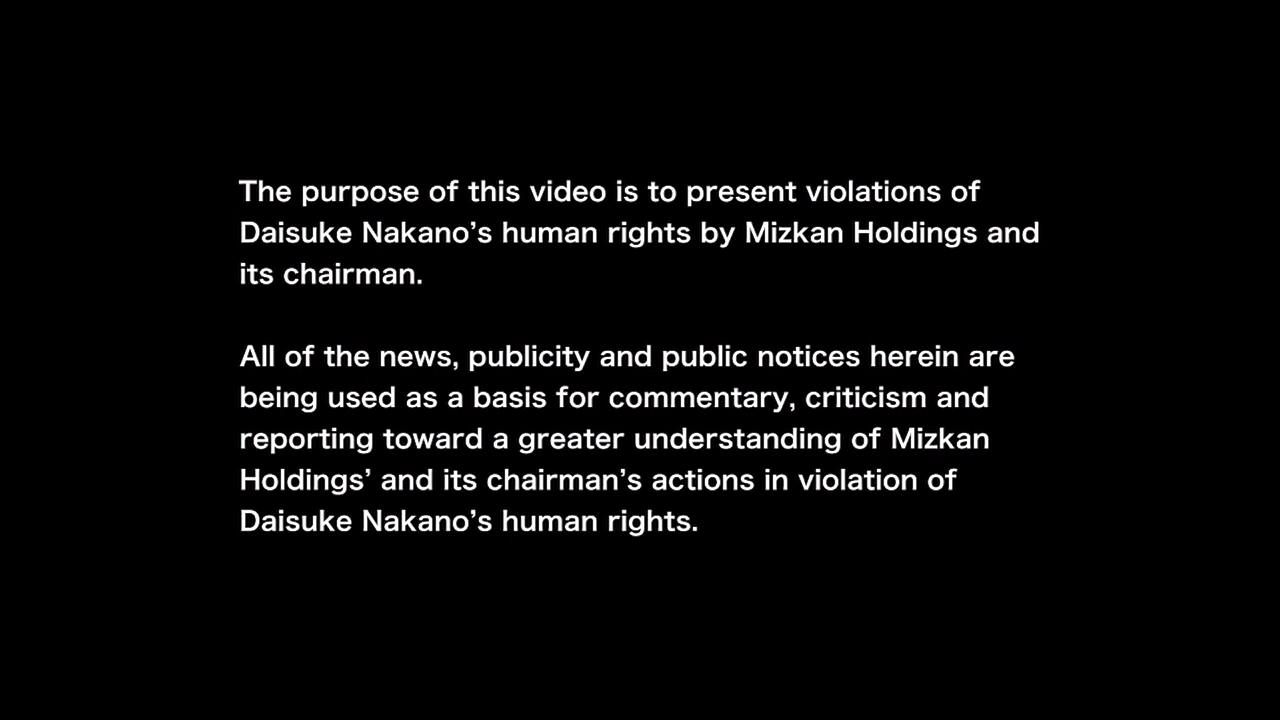 The purpose of this video is to present violations of
Daisuke Nakano’s human rights by Mizkan Holdings and
its chairman.
All of the news, publicity and public notices herein are
being used as a basis for commentary, criticism and
reporting toward a greater understanding of Mizkan
Holdings’ and its chairman’s actions in violation of
Daisuke Nakano’s human rights.